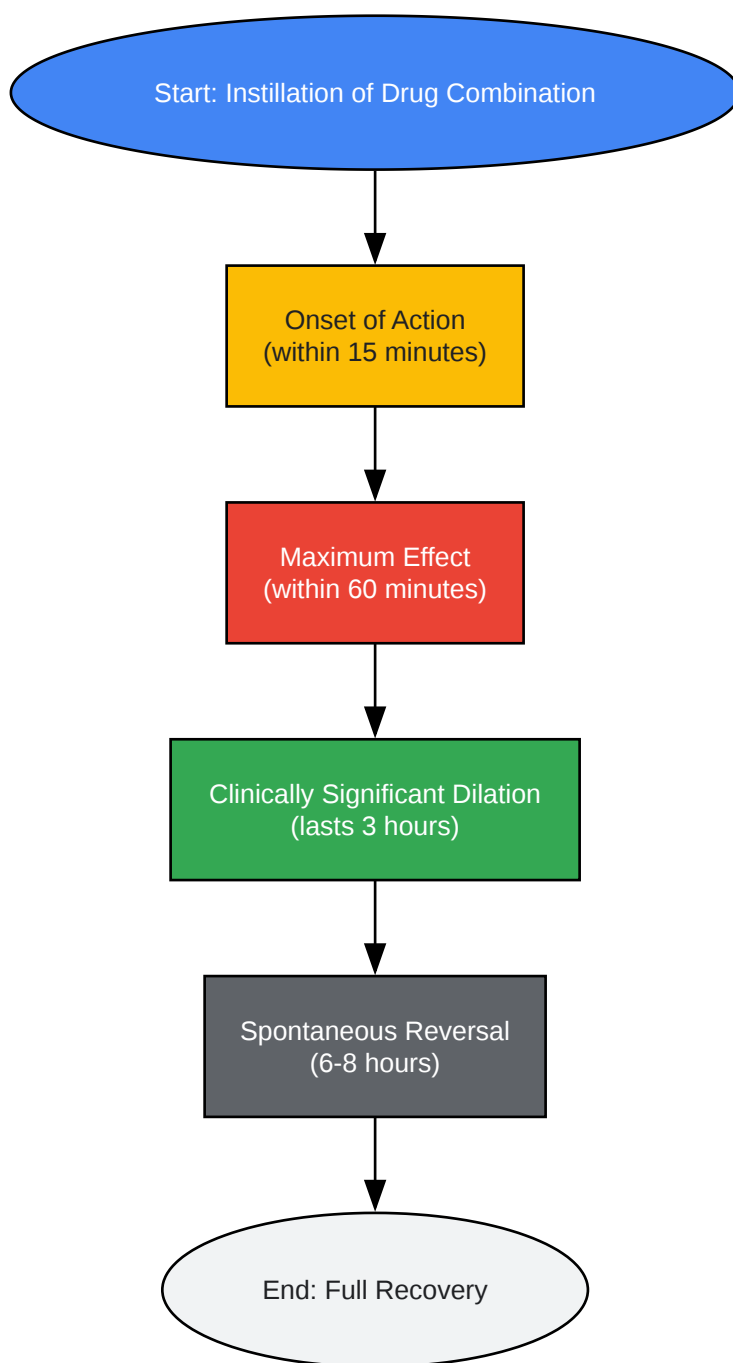 Start: Instillation of Drug Combination
Onset of Action
(within 15 minutes)
Maximum Effect
(within 60 minutes)
Clinically Significant Dilation
(lasts 3 hours)
Spontaneous Reversal
(6-8 hours)
End: Full Recovery